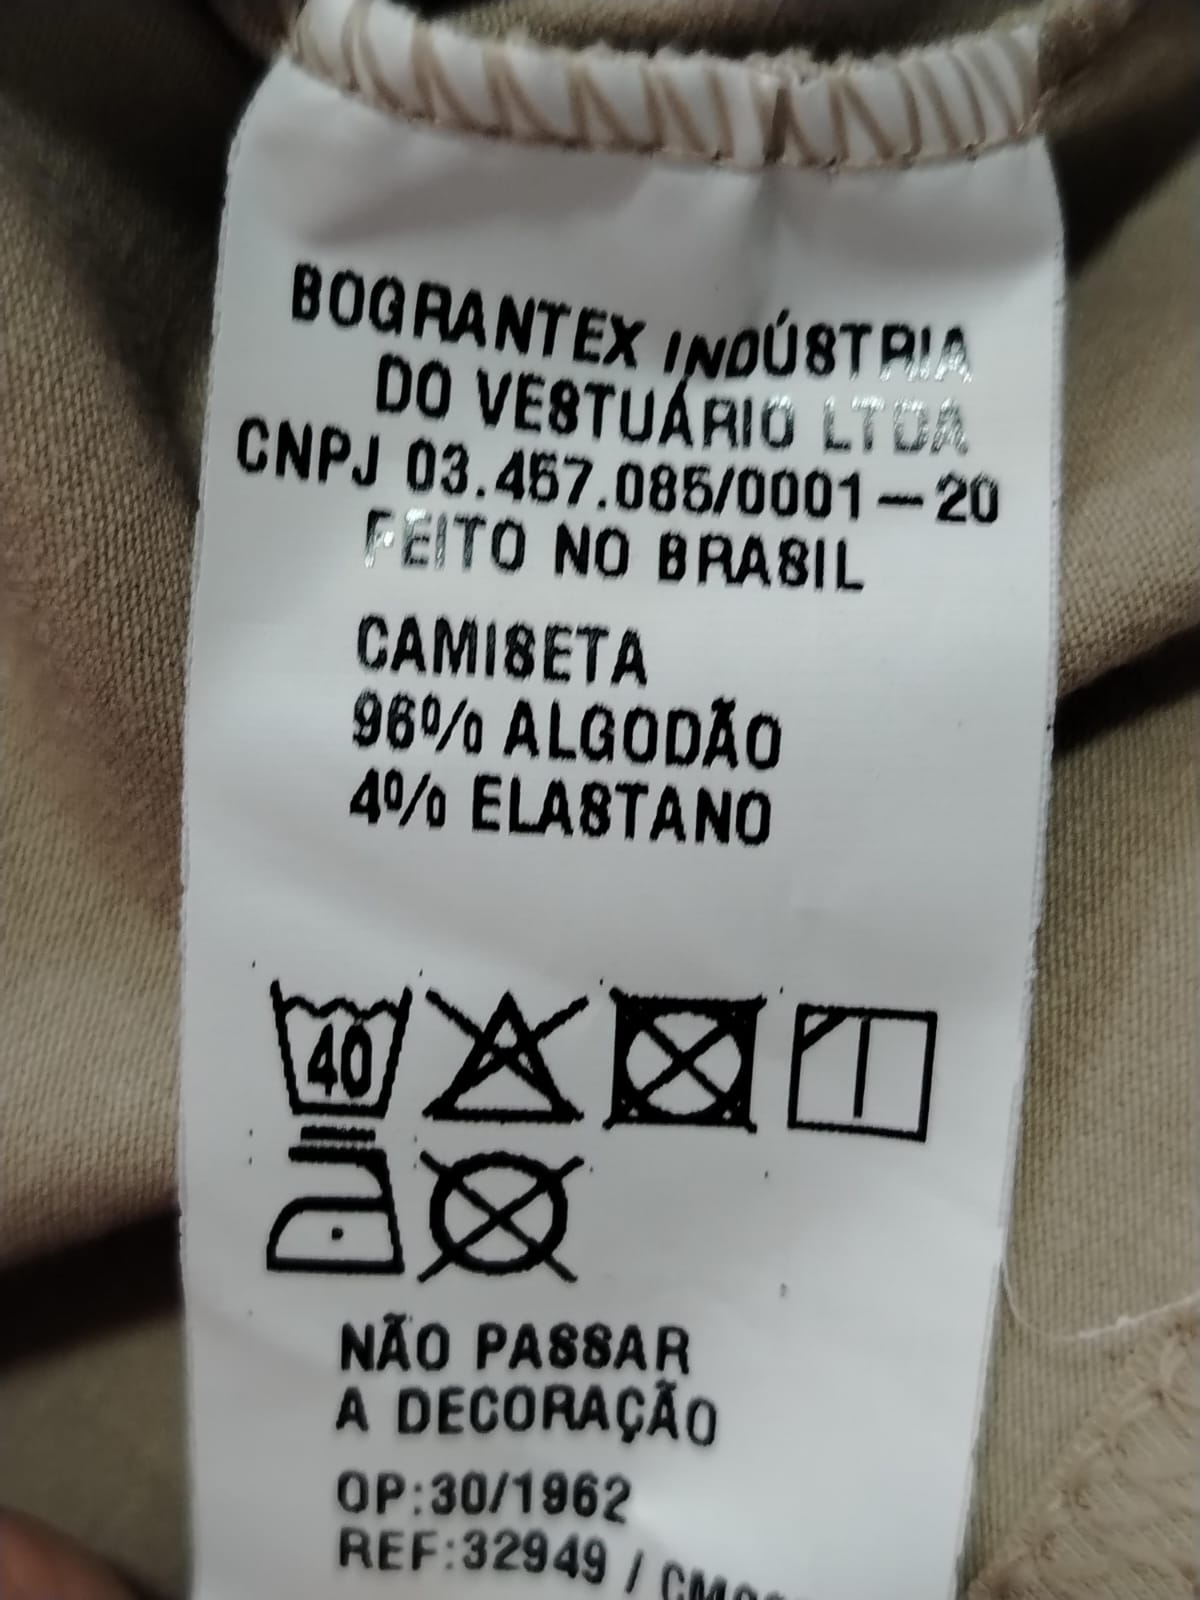 BOGRANTEX INDÚSTRIA
DO VESTUÁRIO LTDA
CNPJ 03.457.085/0001-20
FEITO NO BRASIL
CAMISETA
96% ALGODÃO
4% ELASTANO
40
NÃO PASSAR
A DECORAÇÃO
OP:30/1962
REF:32949 /